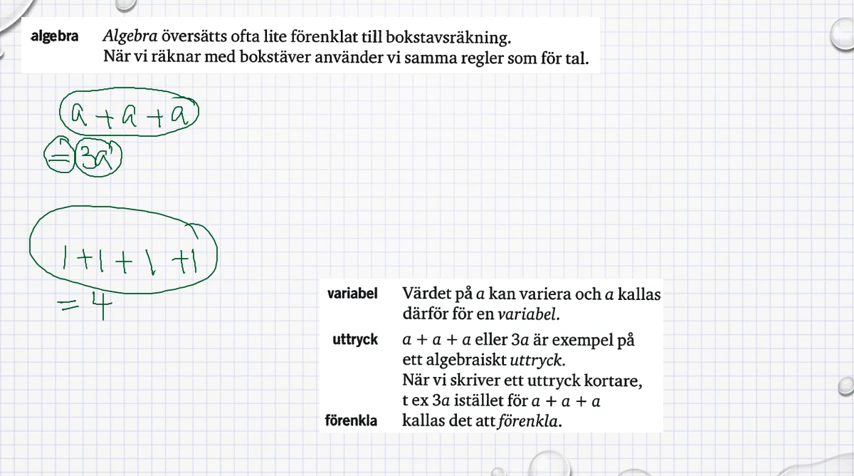 algebra Algebra översätts ofta lite förenklat till bokstavsräkning.
När vi räknar med bokstäver använder vi samma regler som för tal.
a + a + a
= 3a
1 + 1 + 1 + 1
= 4
variabel Värdet på a kan variera och a kallas
därför för en variabel.
uttryck a + a + a eller 3a är exempel på
ett algebraiskt uttryck.
När vi skriver ett uttryck kortare,
t ex 3a istället för a + a + a
förenkla kallas det att förenkla.